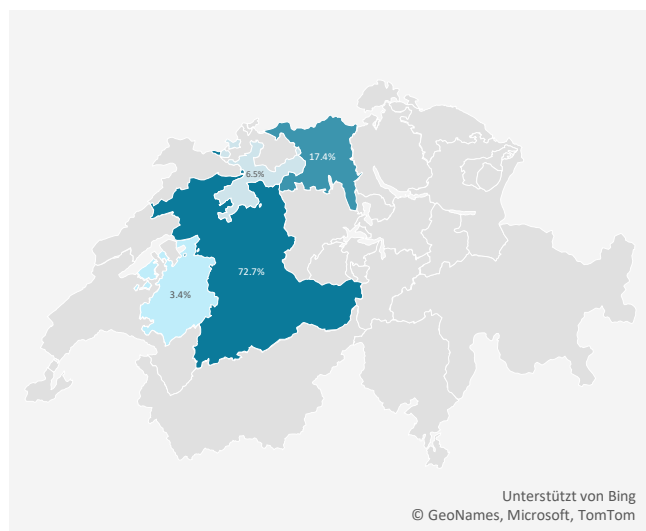 17.4%
6.5%
72.7%
3.4%
Unterstützt von Bing
© GeoNames, Microsoft, TomTom